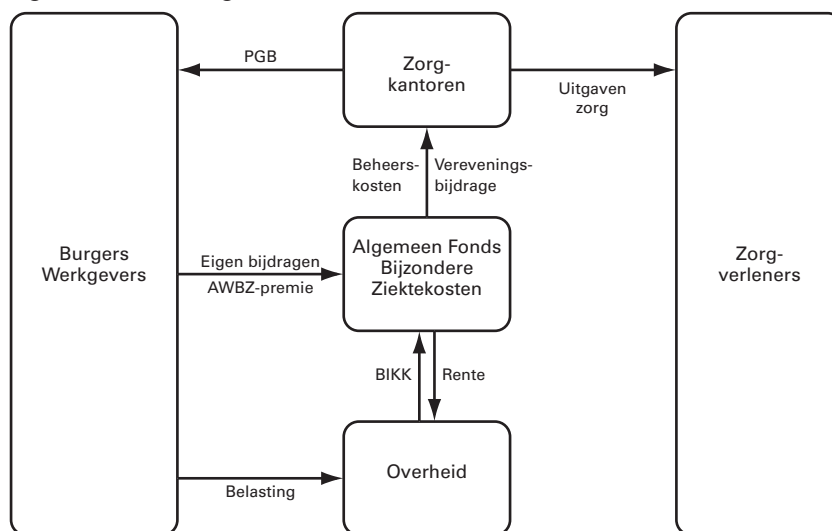 PGB
Zorg-
kantoren
Uitgaven
zorg
Beheers-
kosten
Verevenings-
bijdrage
Burgers
Werkgevers
Eigen bijdragen
AWBZ-premie
Algemeen Fonds
Bijzondere
Ziektekosten
Zorg-
verleners
BIKK
Rente
Overheid
Belasting